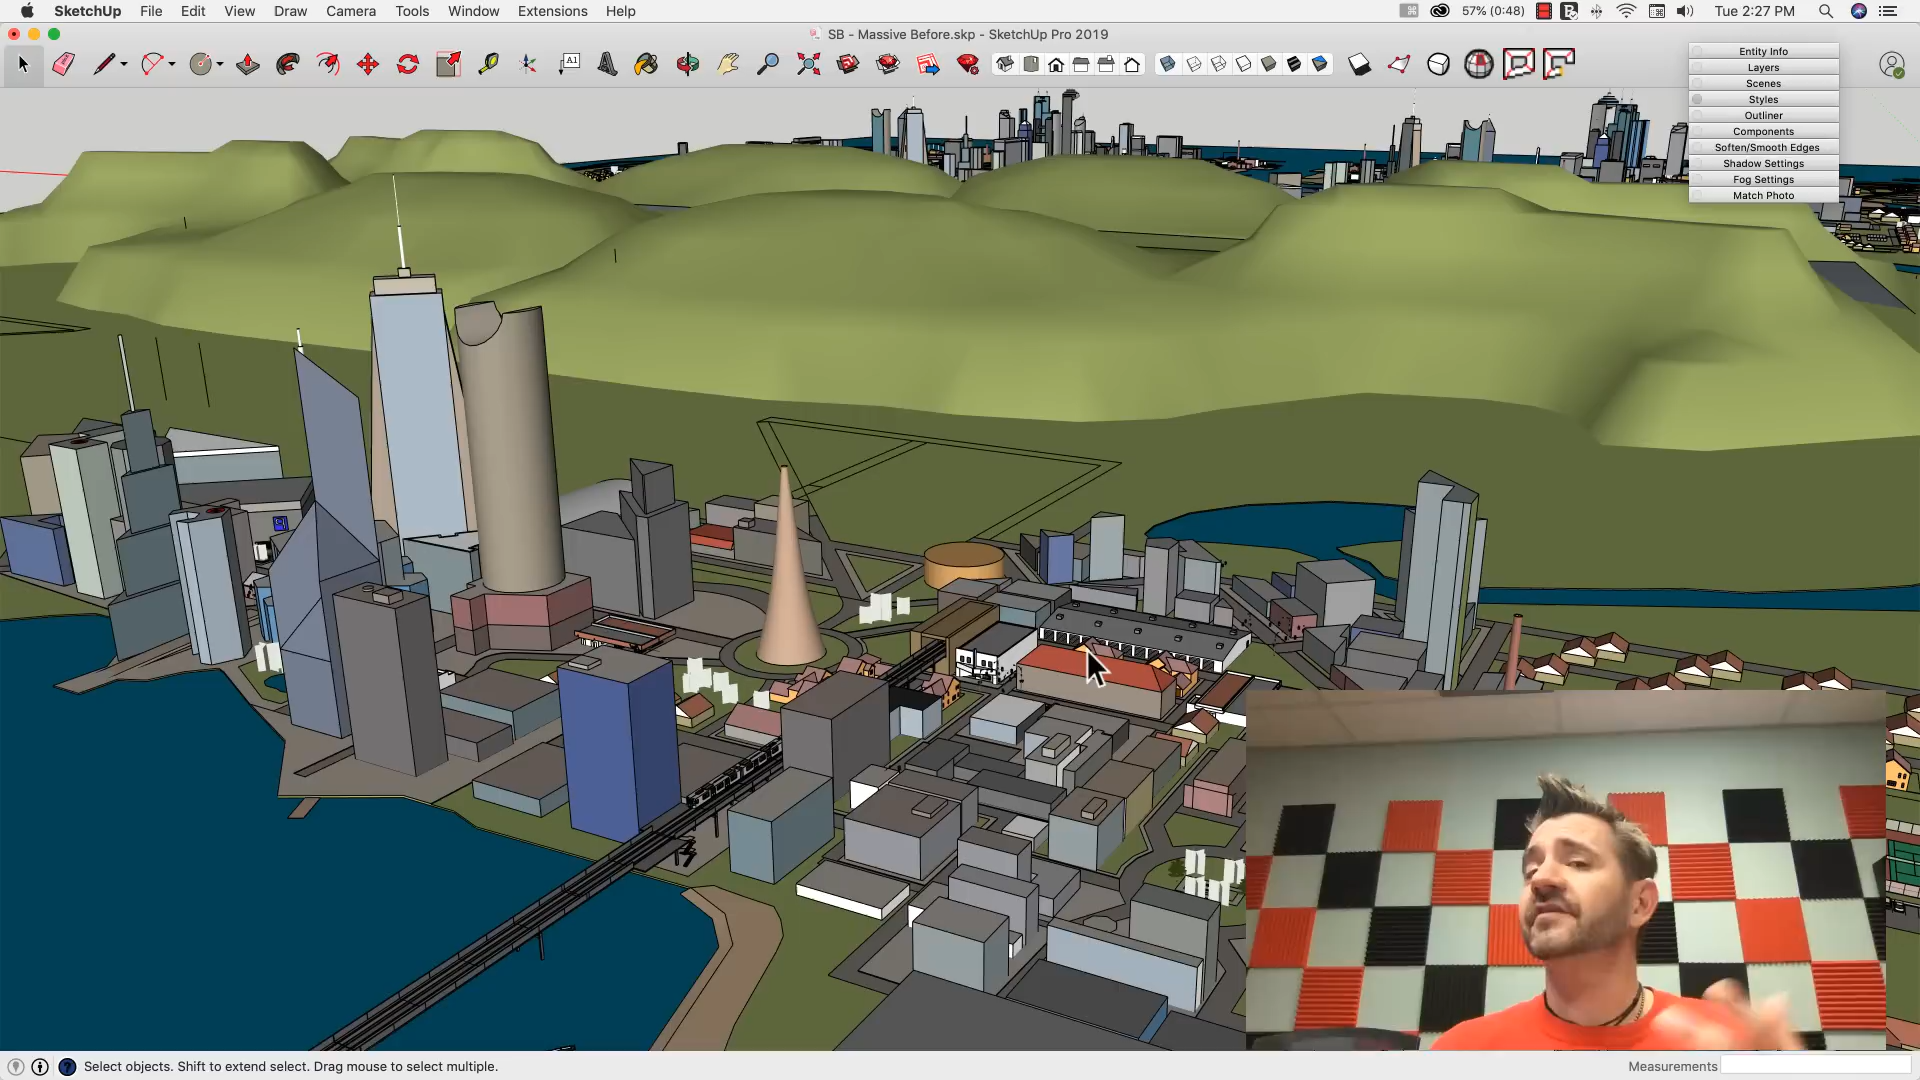 SketchUp File Edit View Draw Camera Tools Window Extensions Help 57% (0:48) Tue 2:27 PM
SB - Massive Before.skp - SketchUp Pro 2019
A1
Entity Info
Layers
Scenes
Styles
Outliner
Components
Soften/Smooth Edges
Shadow Settings
Fog Settings
Match Photo
Select objects. Shift to extend select. Drag mouse to select multiple.
Measurements